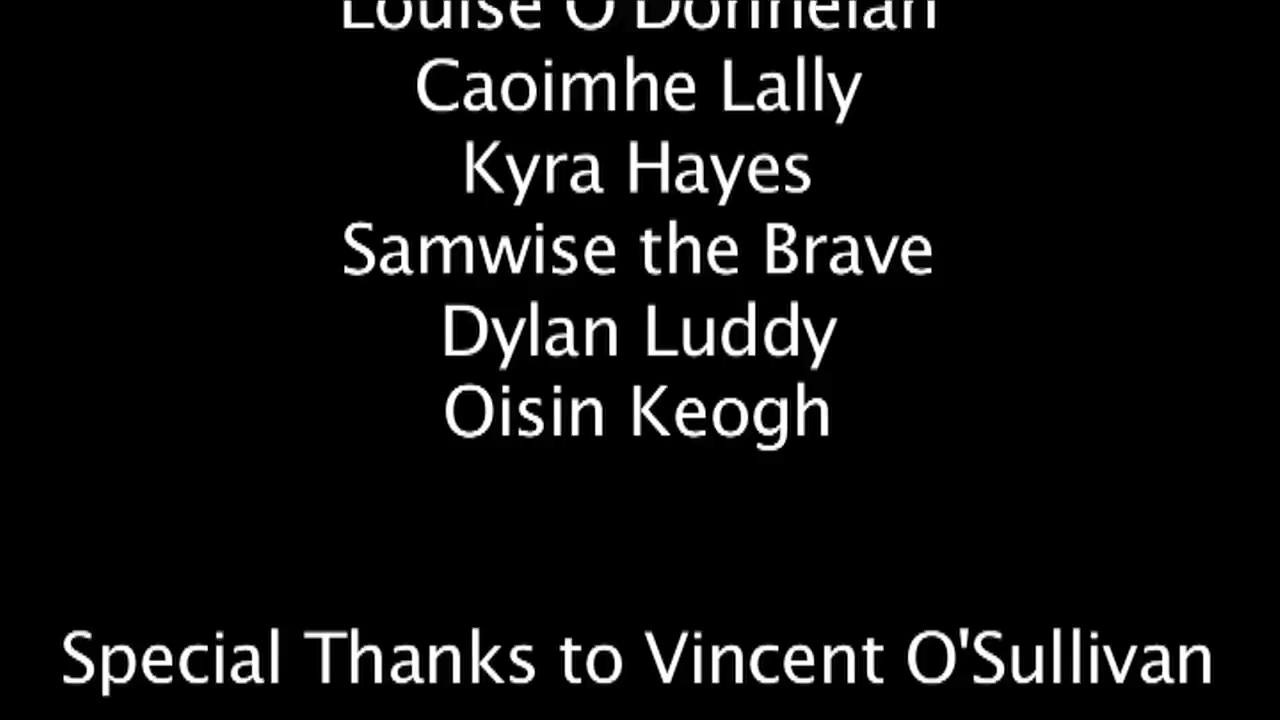 Louise O'Donnelan
Caoimhe Lally
Kyra Hayes
Samwise the Brave
Dylan Luddy
Oisin Keogh
Special Thanks to Vincent O'Sullivan